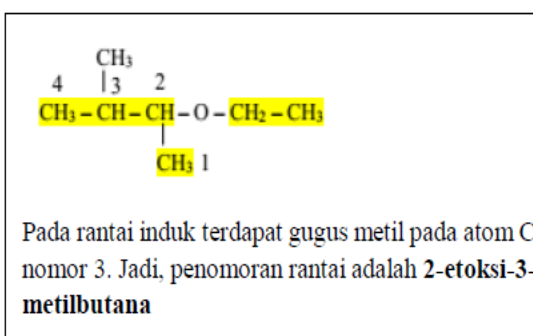 CH₃
4 | 3 2
CH₃ – CH – CH – O – CH₂ – CH₃
|
CH₃ 1
Pada rantai induk terdapat gugus metil pada atom C
nomor 3. Jadi, penomoran rantai adalah 2-etoksi-3-
metilbutana